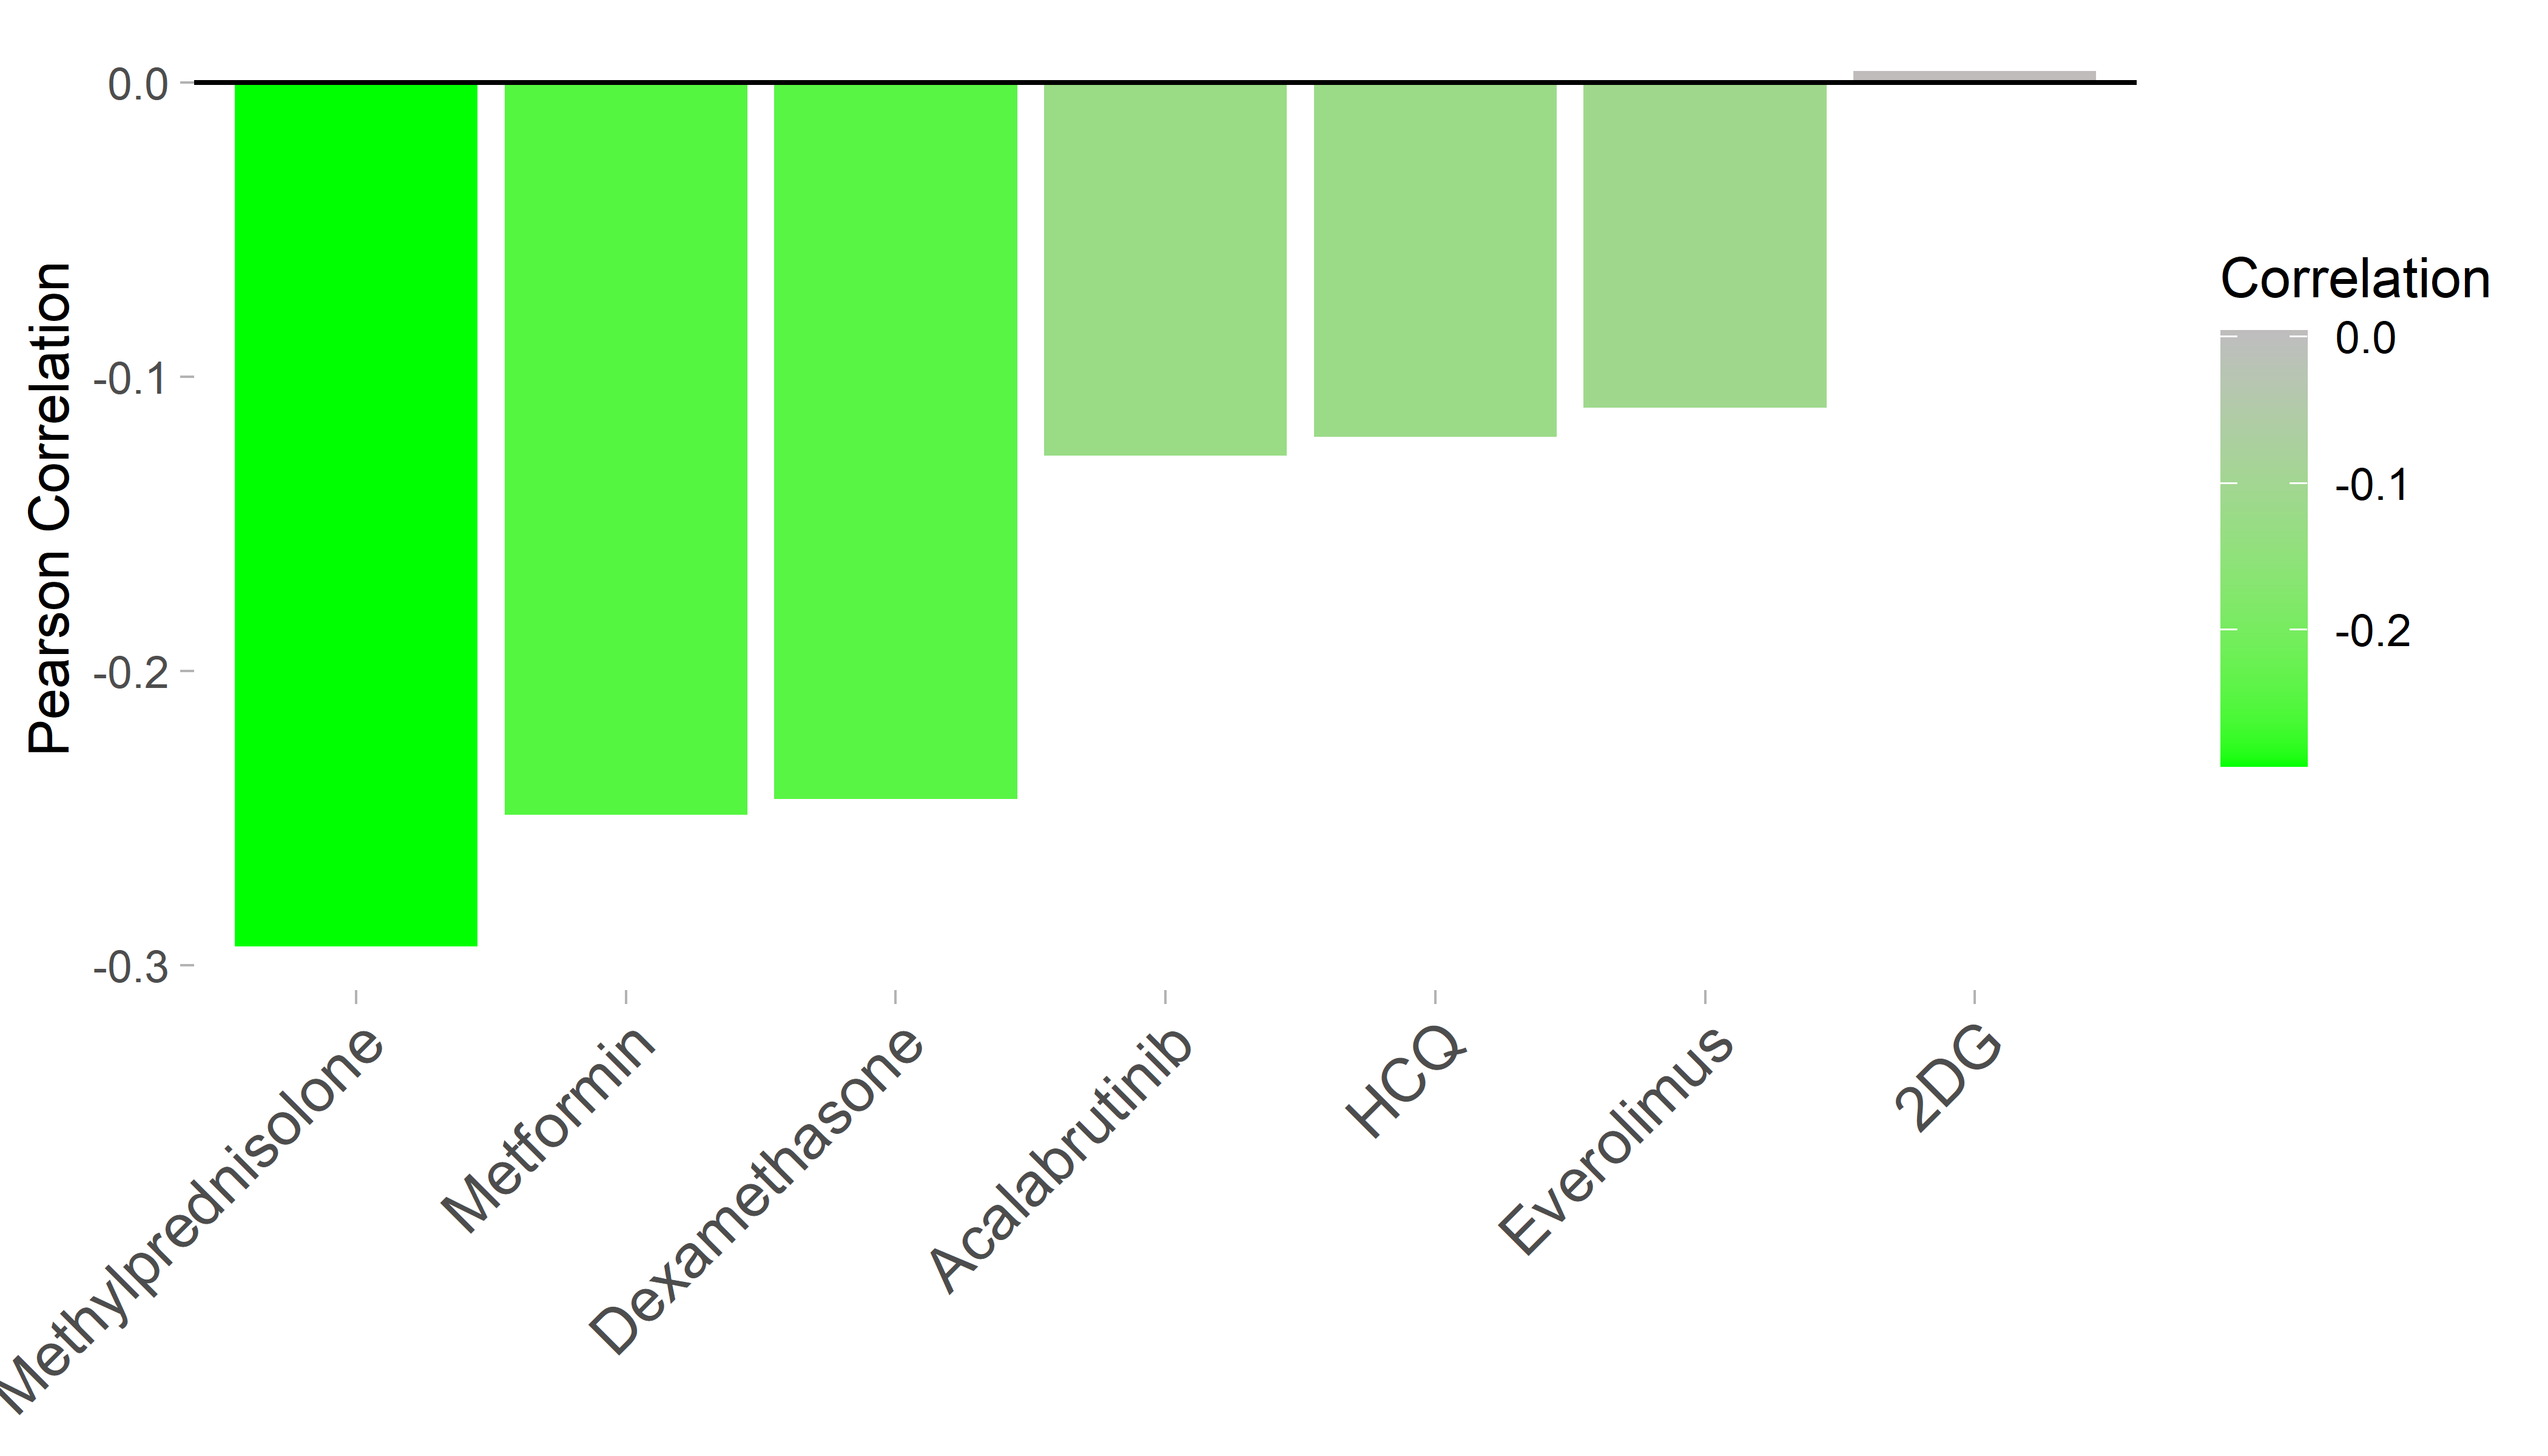 Pearson Correlation
0.0
-0.1
-0.2
-0.3
Methylprednisolone
Metformin
Dexamethasone
Acalabrutinib
HCQ
Everolimus
2DG
Correlation
0.0
-0.1
-0.2